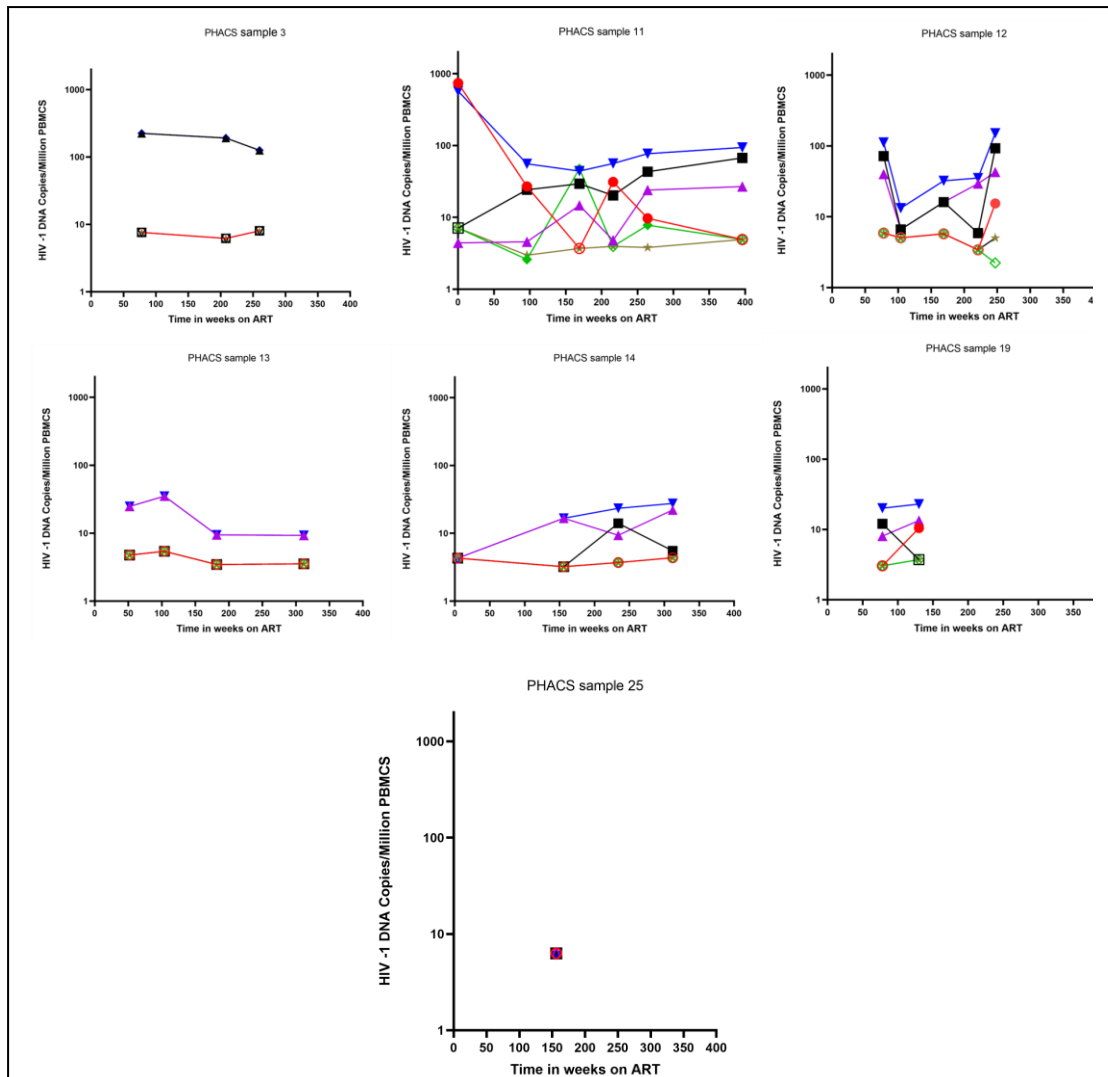 PHACS sample 3
HIV -1 DNA Copies/Million PBMCS
1000
100
10
1
0 50 100 150 200 250 300 350 400
Time in weeks on ART
PHACS sample 11
HIV -1 DNA Copies/Million PBMCS
1000
100
10
1
0 50 100 150 200 250 300 350 400
Time in weeks on ART
PHACS sample 12
HIV -1 DNA Copies/Million PBMCS
1000
100
10
1
0 50 100 150 200 250 300 350
Time in weeks on ART
PHACS sample 13
HIV -1 DNA Copies/Million PBMCS
1000
100
10
1
0 50 100 150 200 250 300 350 400
Time in weeks on ART
PHACS sample 14
HIV -1 DNA Copies/Million PBMCS
1000
100
10
1
0 50 100 150 200 250 300 350 400
Time in weeks on ART
PHACS sample 19
HIV -1 DNA Copies/Million PBMCS
1000
100
10
1
0 50 100 150 200 250 300 350
Time in weeks on ART
PHACS sample 25
HIV -1 DNA Copies/Million PBMCS
1000
100
10
1
0 50 100 150 200 250 300 350 400
Time in weeks on ART